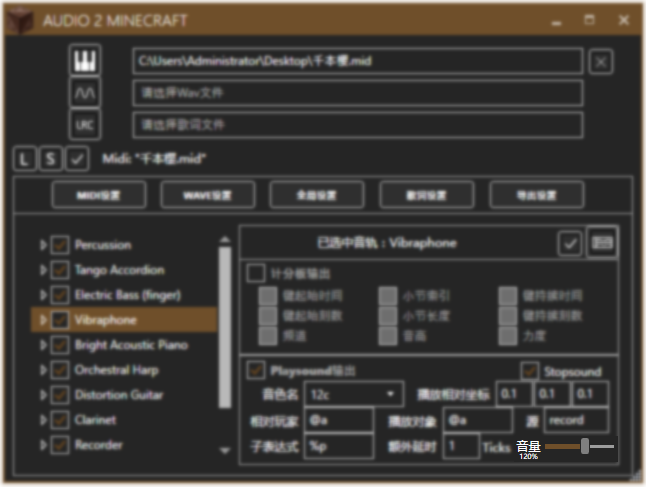 AUDIO 2 MINECRAFT
C:\Users\Administrator\Desktop\千本樱.mid
请选择Wav文件
LRC 请选择歌词文件
L S Midi: "千本樱.mid"
MIDI设置 WAVE设置 全局设置 歌词设置 导出设置
已选中音轨：Vibraphone
Percussion
Tango Accordion
Electric Bass (finger)
Vibraphone
Bright Acoustic Piano
Orchestral Harp
Distortion Guitar
Clarinet
Recorder
计分板输出
键起始时间 小节索引 键持续时间
键起始刻数 小节长度 键持续刻数
频道 音高 力度
Playsound输出 Stopsound
音色名 12c 播放相对坐标 0.1 0.1 0.1
相对玩家 @a 播放对象 @a 源 record
子表达式 %p 额外延时 1 Ticks 音量
120%